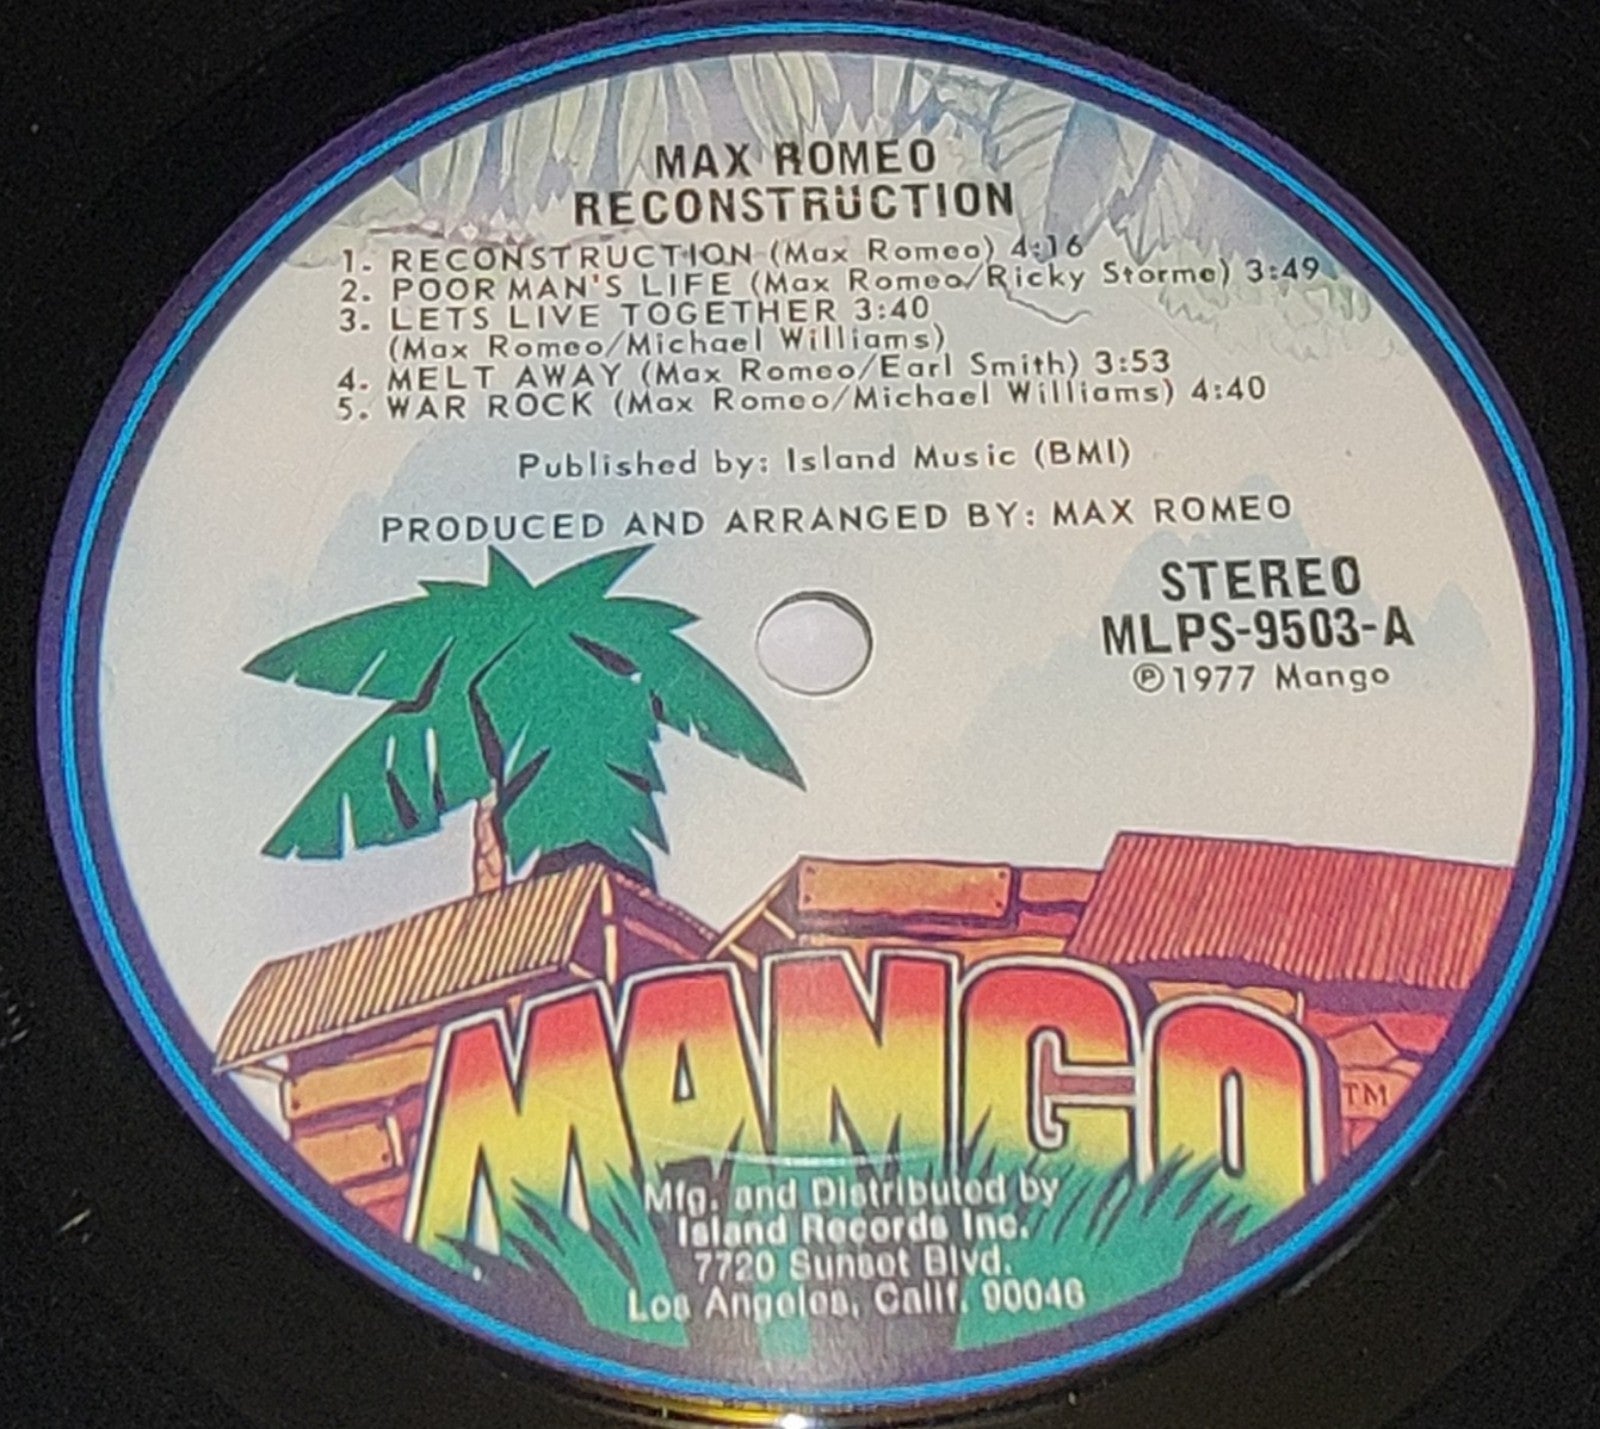 MAX ROMEO
RECONSTRUCTION
1. RECONSTRUCTION (Max Romeo) 4:16
2. POOR MAN'S LIFE (Max Romeo/Ricky Storme) 3:49
3. LETS LIVE TOGETHER 3:40
(Max Romeo/Michael Williams)
4. MELT AWAY (Max Romeo/Earl Smith) 3:53
5. WAR ROCK (Max Romeo/Michael Williams) 4:40
Published by: Island Music (BMI)
PRODUCED AND ARRANGED BY: MAX ROMEO
STEREO
MLPS-9503-A
℗1977 Mango
MANGO TM
Mfg. and Distributed by
Island Records Inc.
7720 Sunset Blvd.
Los Angeles, Calif. 90046